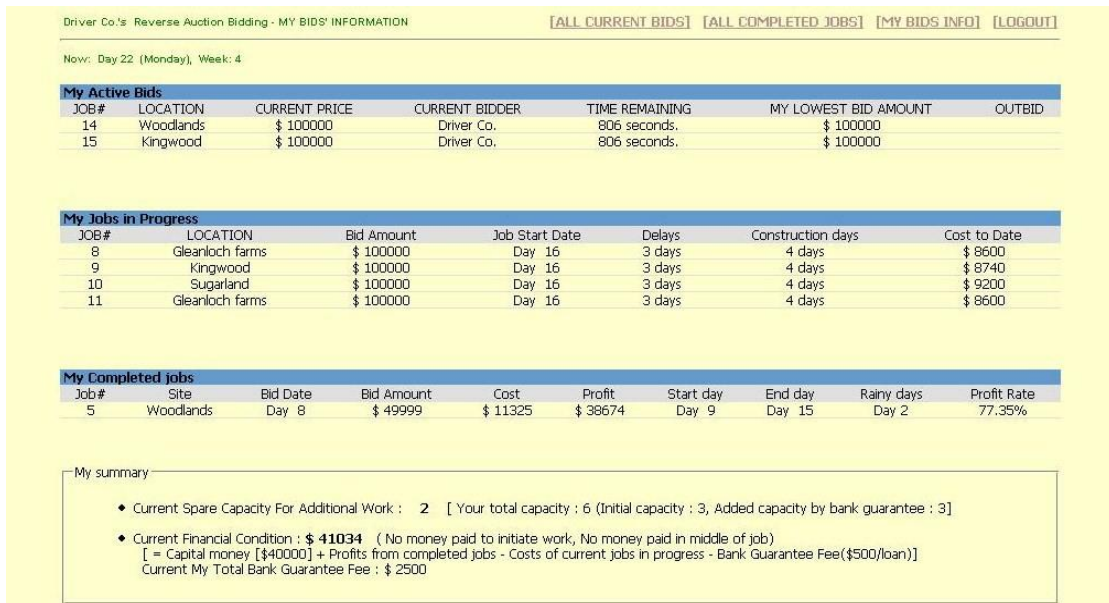 Driver Co.'s Reverse Auction Bidding - MY BIDS' INFORMATION [ALL CURRENT BIDS] [ALL COMPLETED JOBS] [MY BIDS INFO] [LOGOUT]
Now: Day 22 (Monday), Week: 4
My Active Bids
JOB# LOCATION CURRENT PRICE CURRENT BIDDER TIME REMAINING MY LOWEST BID AMOUNT OUTBID
14 Woodlands $ 100000 Driver Co. 806 seconds. $ 100000
15 Kingwood $ 100000 Driver Co. 806 seconds. $ 100000
My Jobs in Progress
JOB# LOCATION Bid Amount Job Start Date Delays Construction days Cost to Date
8 Gleanloch farms $ 100000 Day 16 3 days 4 days $ 8600
9 Kingwood $ 100000 Day 16 3 days 4 days $ 8740
10 Sugarland $ 100000 Day 16 3 days 4 days $ 9200
11 Gleanloch farms $ 100000 Day 16 3 days 4 days $ 8600
My Completed jobs
Job# Site Bid Date Bid Amount Cost Profit Start day End day Rainy days Profit Rate
5 Woodlands Day 8 $ 49999 $ 11325 $ 38674 Day 9 Day 15 Day 2 77.35%
My summary
♦ Current Spare Capacity For Additional Work : 2 [ Your total capacity : 6 (Initial capacity : 3, Added capacity by bank guarantee : 3]
♦ Current Financial Condition : $ 41034 ( No money paid to initiate work, No money paid in middle of job)
[ = Capital money [$40000] + Profits from completed jobs - Costs of current jobs in progress - Bank Guarantee Fee($500/loan)]
Current My Total Bank Guarantee Fee : $ 2500